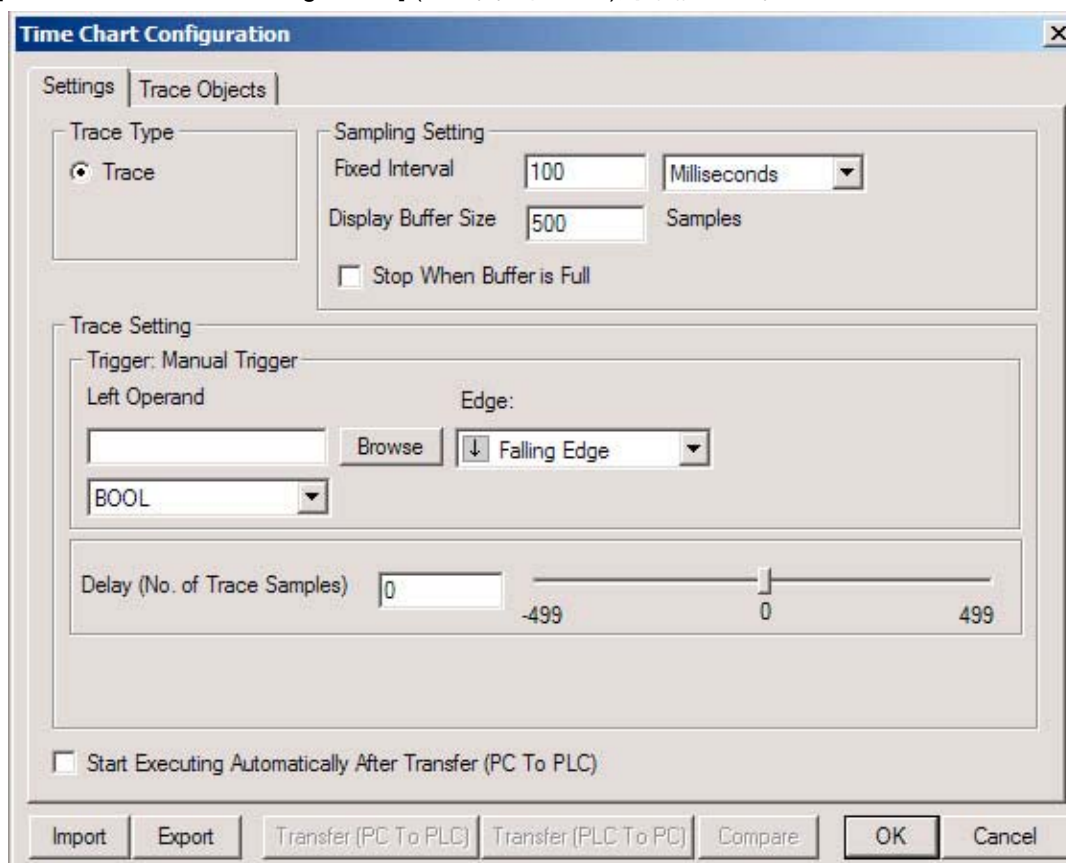 Time Chart Configuration
Settings Trace Objects
Trace Type
Trace
Sampling Setting
Fixed Interval 100 Milliseconds
Display Buffer Size 500 Samples
Stop When Buffer is Full
Trace Setting
Trigger: Manual Trigger
Left Operand Edge:
Browse Falling Edge
BOOL
Delay (No. of Trace Samples) 0
-499 0 499
Start Executing Automatically After Transfer (PC To PLC)
Import Export Transfer (PC To PLC) Transfer (PLC To PC) Compare OK Cancel